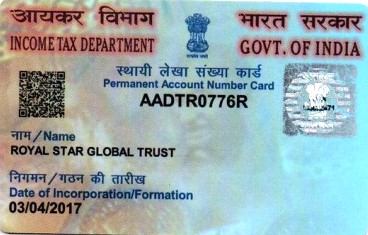 आयकर विभाग
INCOME TAX DEPARTMENT
भारत सरकार
GOVT. OF INDIA
स्थायी लेखा संख्या कार्ड
Permanent Account Number Card
AADTR0776R
नाम/Name
ROYAL STAR GLOBAL TRUST
निगमन/गठन की तारीख
Date of Incorporation/Formation
03/04/2017